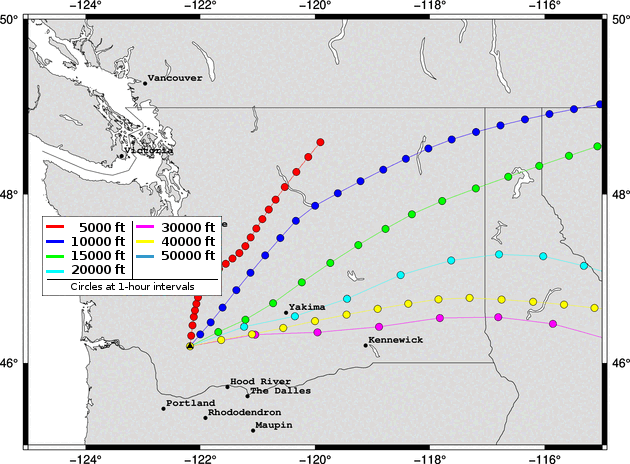 −124 −122 −120 −118 −116
50° 50°
Vancouver
Victoria
48° 48°
e
5000 ft 30000 ft
10000 ft 40000 ft
15000 ft 50000 ft
20000 ft
Circles at 1-hour intervals
Yakima
Kennewick
46° 46°
Hood River
The Dalles
Portland
Rhododendron
Maupin
−124 −122 −120 −118 −116